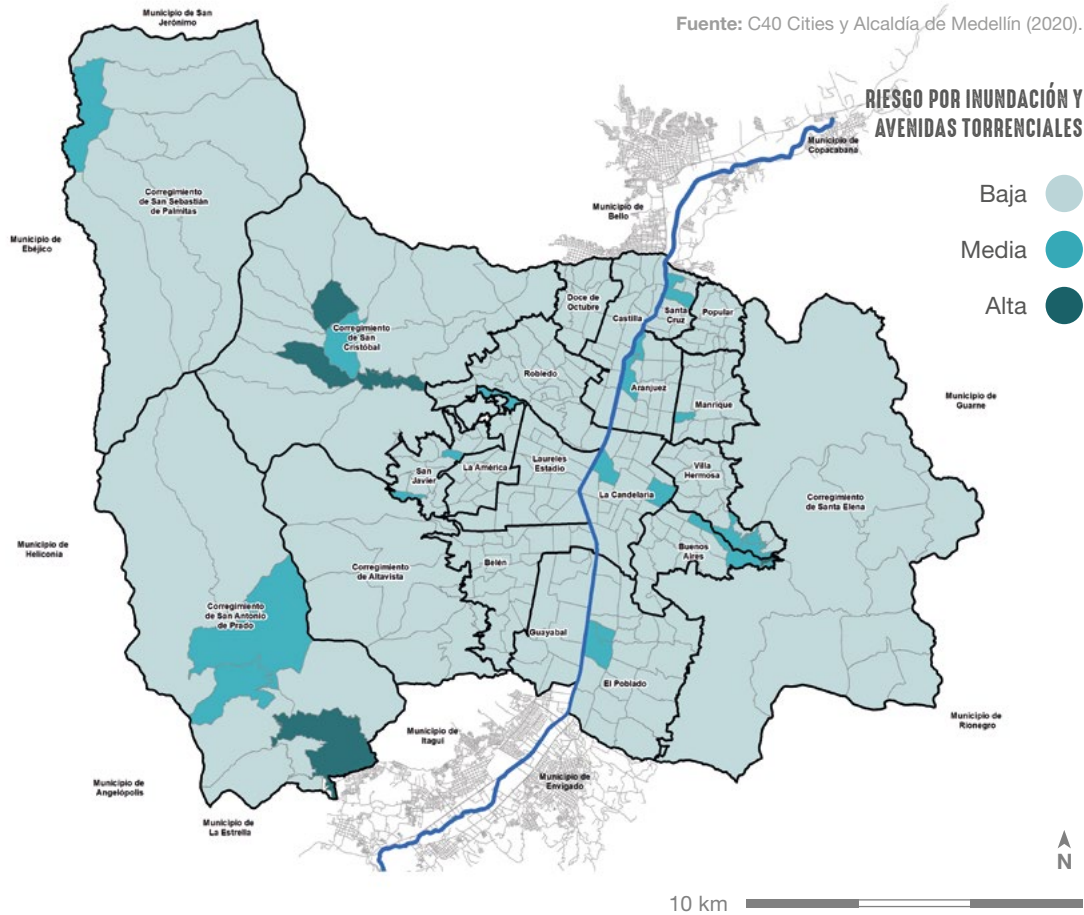 Municipio de San
Jerónimo
Fuente: C40 Cities y Alcaldía de Medellín (2020).
RIESGO POR INUNDACIÓN Y
AVENIDAS TORRENCIALES
Baja
Media
Alta
Municipio de
Copacabana
Corregimiento
de San Sebastián
de Palmitas
Municipio de
Bello
Municipio de
Ebéjico
Doce de
Octubre
Castilla
Santa
Cruz
Popular
Corregimiento
de San
Cristóbal
Robledo
Aranjuez
Manrique
Municipio de
Guarne
San
Javier
La América
Laureles
Estadio
La Candelaria
Villa
Hermosa
Corregimiento
de Santa Elena
Municipio de
Heliconia
Corregimiento
de Altavista
Belén
Buenos
Aires
Corregimiento
de San Antonio
de Prado
Guayabal
El Poblado
Municipio de
Rionegro
Municipio de
Itagui
Municipio de
Angelópolis
Municipio de
Envigado
Municipio de
La Estrella
N
10 km